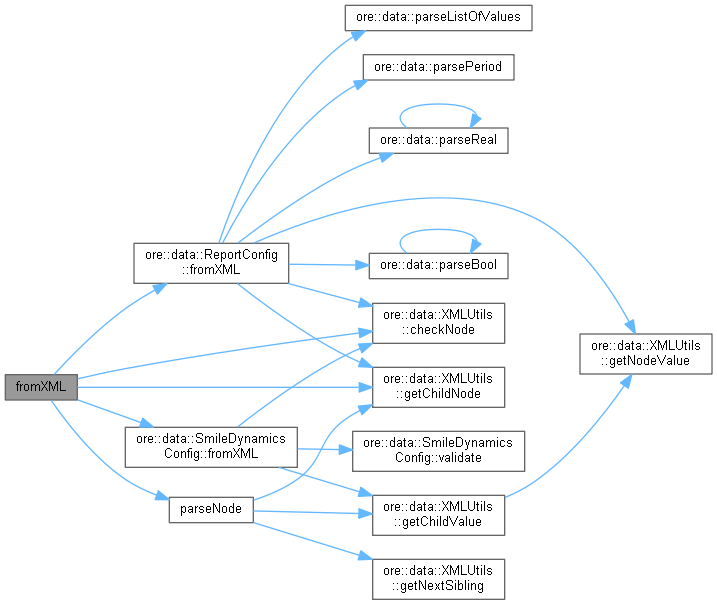 ore::data::parseListOfValues
ore::data::parsePeriod
ore::data::parseReal
ore::data::ReportConfig
::fromXML
ore::data::parseBool
ore::data::XMLUtils
::checkNode
ore::data::XMLUtils
::getNodeValue
fromXML
ore::data::XMLUtils
::getChildNode
ore::data::SmileDynamics
Config::fromXML
ore::data::SmileDynamics
Config::validate
parseNode
ore::data::XMLUtils
::getChildValue
ore::data::XMLUtils
::getNextSibling